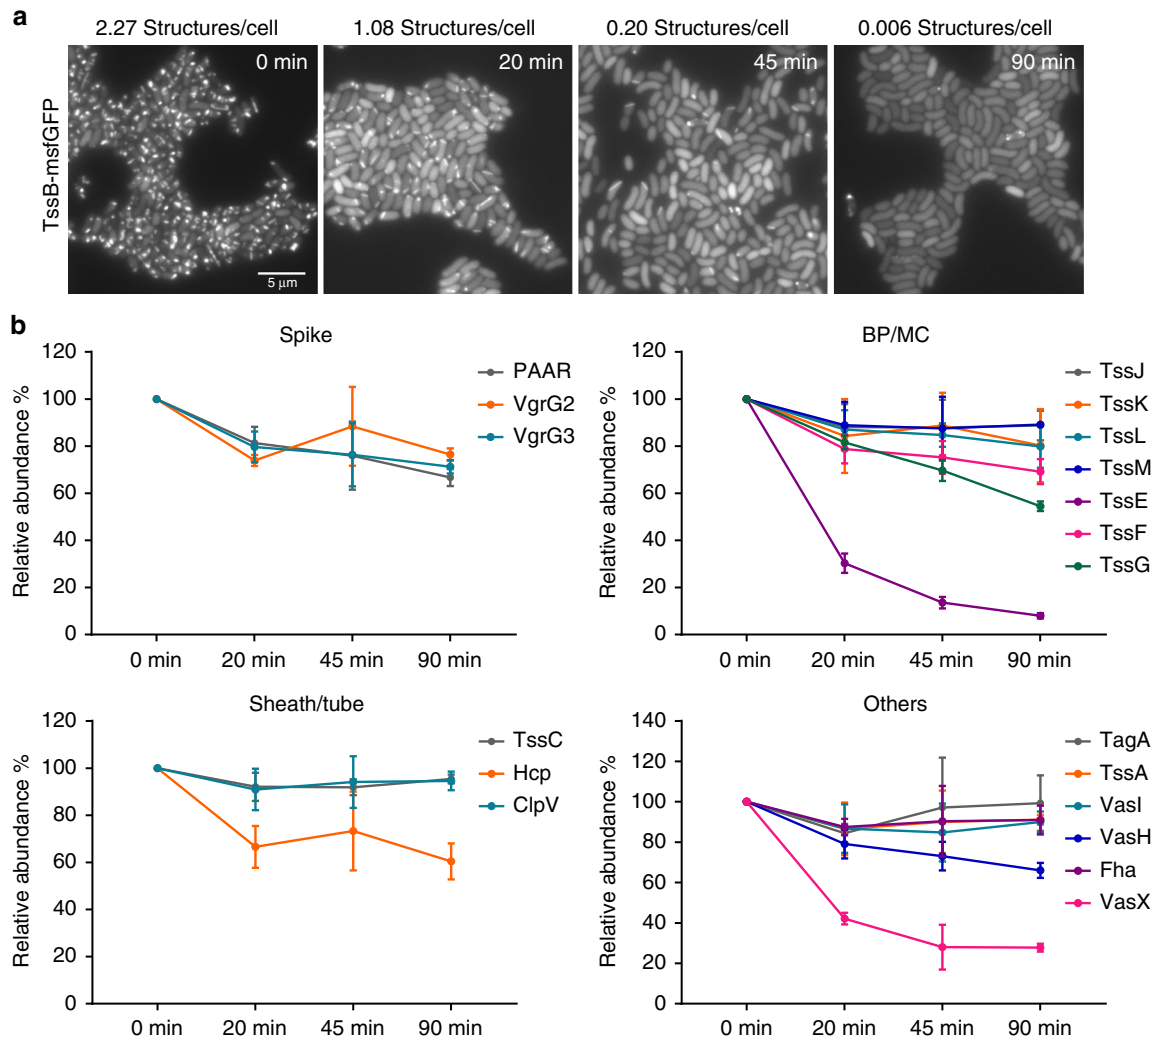 a
2.27 Structures/cell 1.08 Structures/cell 0.20 Structures/cell 0.006 Structures/cell
TssB-msfGFP
0 min 20 min 45 min 90 min
5 μm
b
Spike
Relative abundance %
120
100
80
60
40
20
0
0 min 20 min 45 min 90 min
PAAR
VgrG2
VgrG3
BP/MC
Relative abundance %
120
100
80
60
40
20
0
0 min 20 min 45 min 90 min
TssJ
TssK
TssL
TssM
TssE
TssF
TssG
Sheath/tube
Relative abundance %
120
100
80
60
40
20
0
0 min 20 min 45 min 90 min
TssC
Hcp
ClpV
Others
Relative abundance %
140
120
100
80
60
40
20
0
0 min 20 min 45 min 90 min
TagA
TssA
VasI
VasH
Fha
VasX